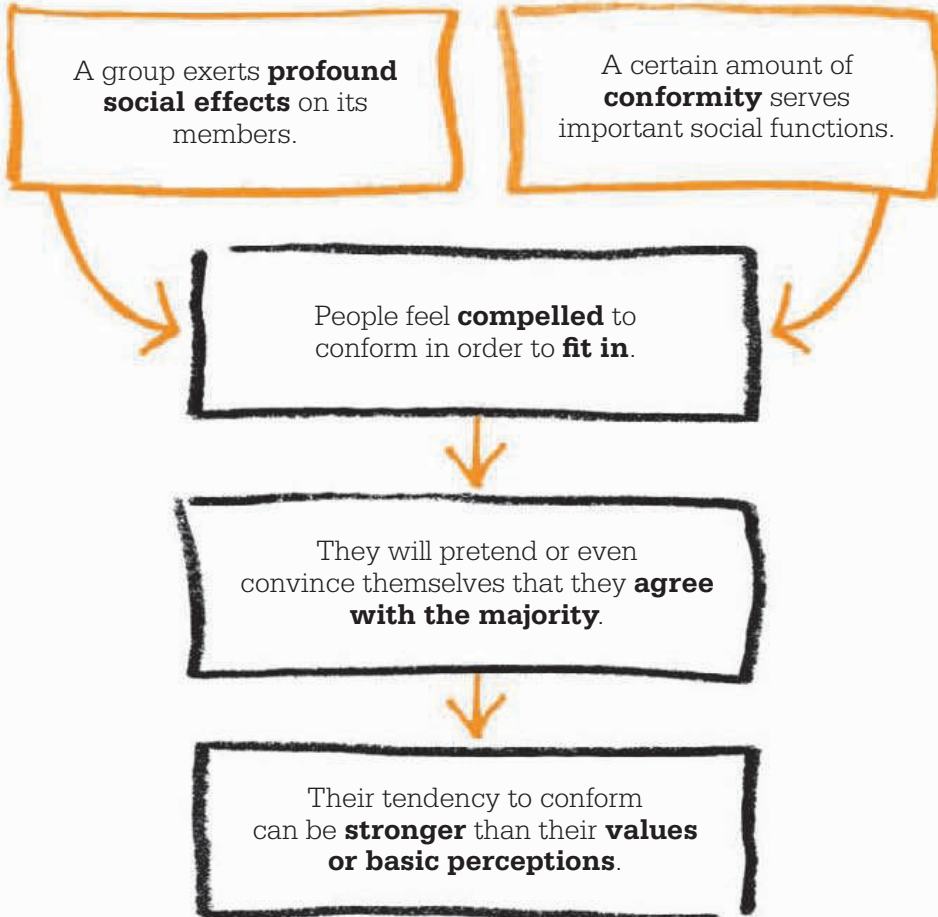 A group exerts profound
social effects on its
members.
A certain amount of
conformity serves
important social functions.
People feel compelled to
conform in order to fit in.
They will pretend or even
convince themselves that they agree
with the majority.
Their tendency to conform
can be stronger than their values
or basic perceptions.